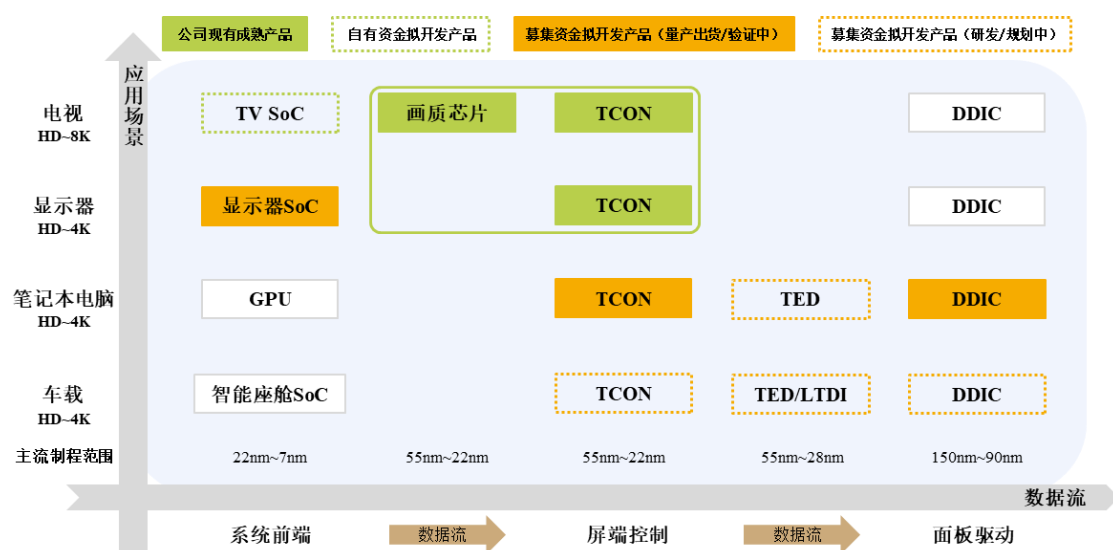 公司现有成熟产品
自有资金拟开发产品
募集资金拟开发产品（量产出货/验证中）
募集资金拟开发产品（研发/规划中）
应用场景
电视
HD~8K
TV SoC
画质芯片
TCON
DDIC
显示器
HD~4K
显示器SoC
TCON
DDIC
笔记本电脑
HD~4K
GPU
TCON
TED
DDIC
车载
HD~4K
智能座舱SoC
TCON
TED/LTDI
DDIC
主流制程范围
22nm~7nm
55nm~22nm
55nm~22nm
55nm~28nm
150nm~90nm
数据流
系统前端
数据流
屏端控制
数据流
面板驱动